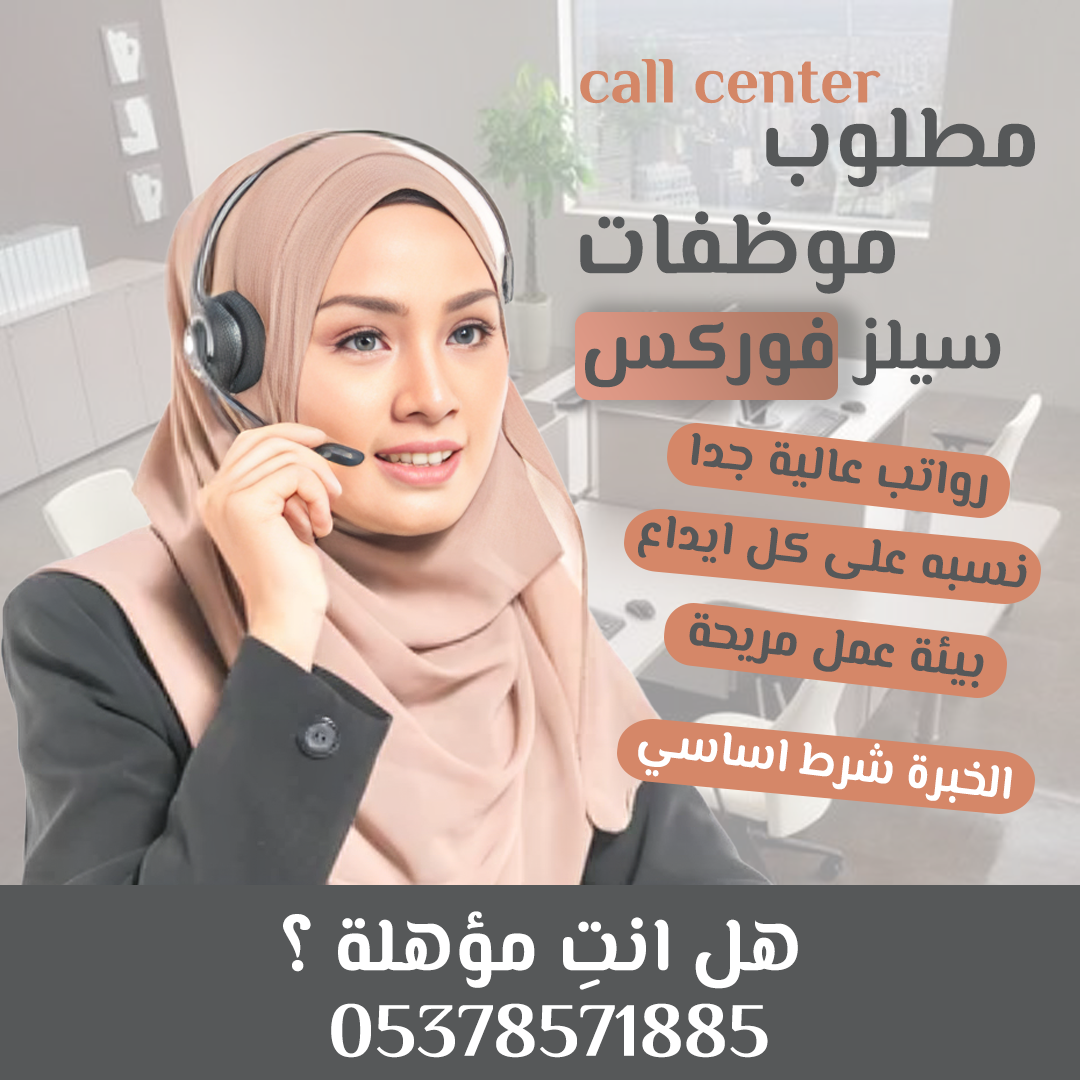 call center
مطلوب
موظفات
سيلز فوركس
رواتب عالية جدا
نسبه على كل ايداع
بيئة عمل مريحة
الخبرة شرط اساسي
هل انتِ مؤهلة ؟
05378571885